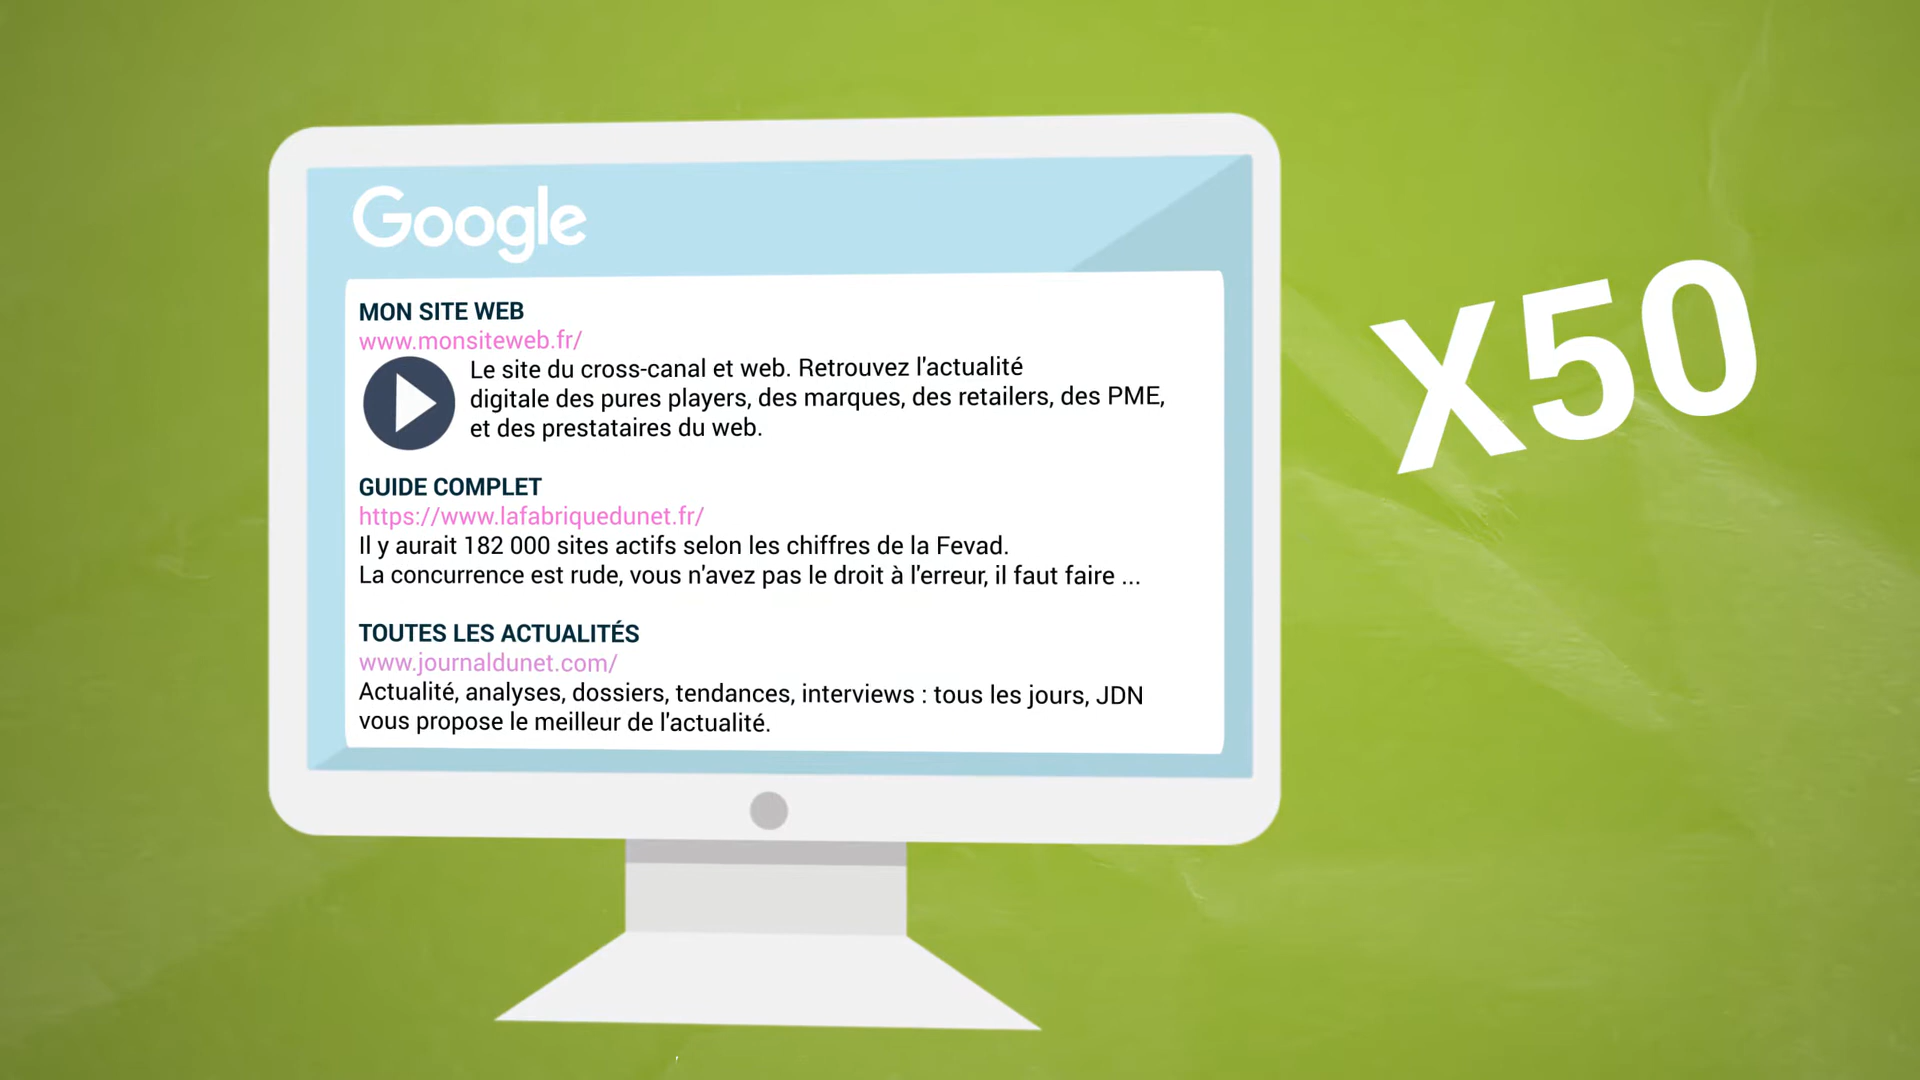 Google
MON SITE WEB
www.monsiteweb.fr/
Le site du cross-canal et web. Retrouvez l'actualité
digitale des pures players, des marques, des retailers, des PME,
et des prestataires du web.
GUIDE COMPLET
https://www.lafabriquedunet.fr/
Il y aurait 182 000 sites actifs selon les chiffres de la Fevad.
La concurrence est rude, vous n'avez pas le droit à l'erreur, il faut faire ...
TOUTES LES ACTUALITÉS
www.journaldunet.com/
Actualité, analyses, dossiers, tendances, interviews : tous les jours, JDN
vous propose le meilleur de l'actualité.
X50